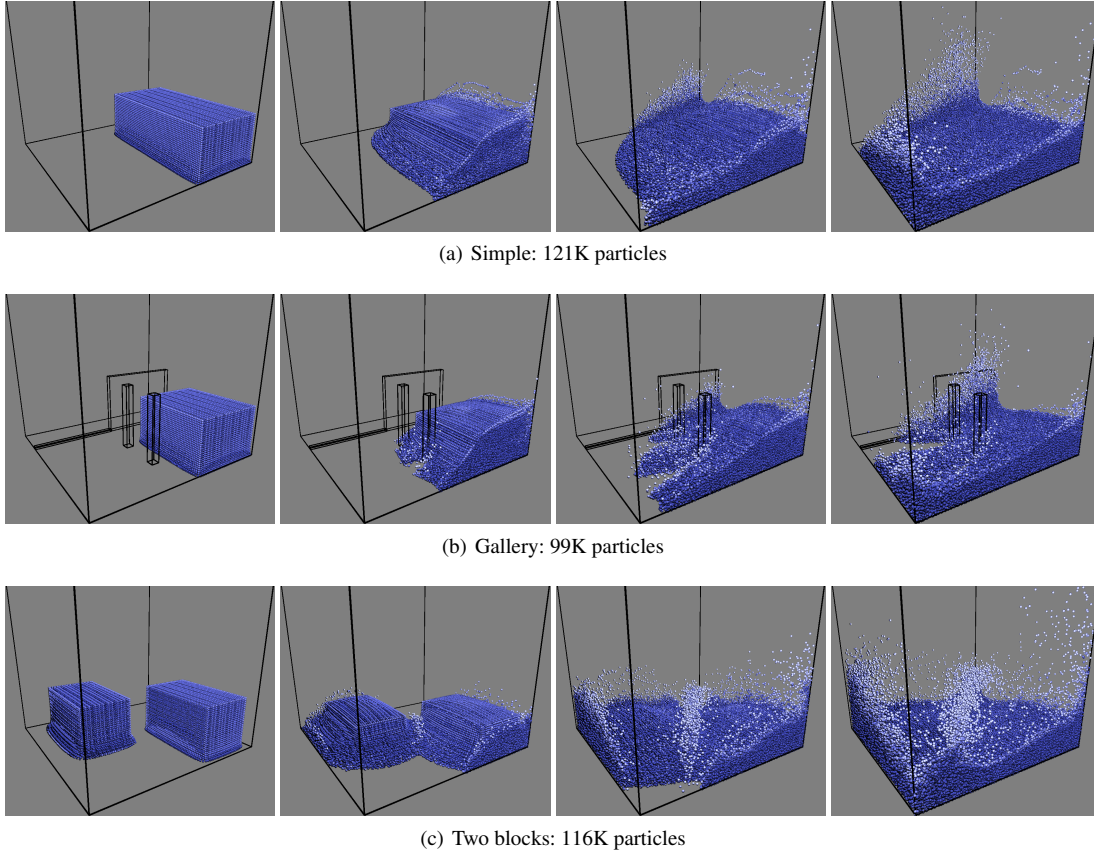 (a) Simple: 121K particles
(b) Gallery: 99K particles
(c) Two blocks: 116K particles